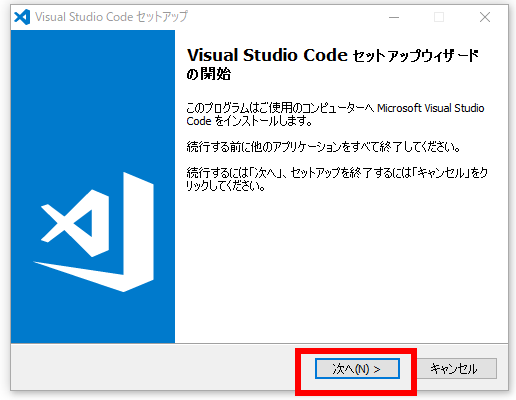 Visual Studio Code セットアップ
Visual Studio Code セットアップウィザード
の開始
このプログラムはご使用のコンピューターへ Microsoft Visual Studio
Code をインストールします。
続行する前に他のアプリケーションをすべて終了してください。
続行するには「次へ」、セットアップを終了するには「キャンセル」をク
リックしてください。
次へ(N) >
キャンセル